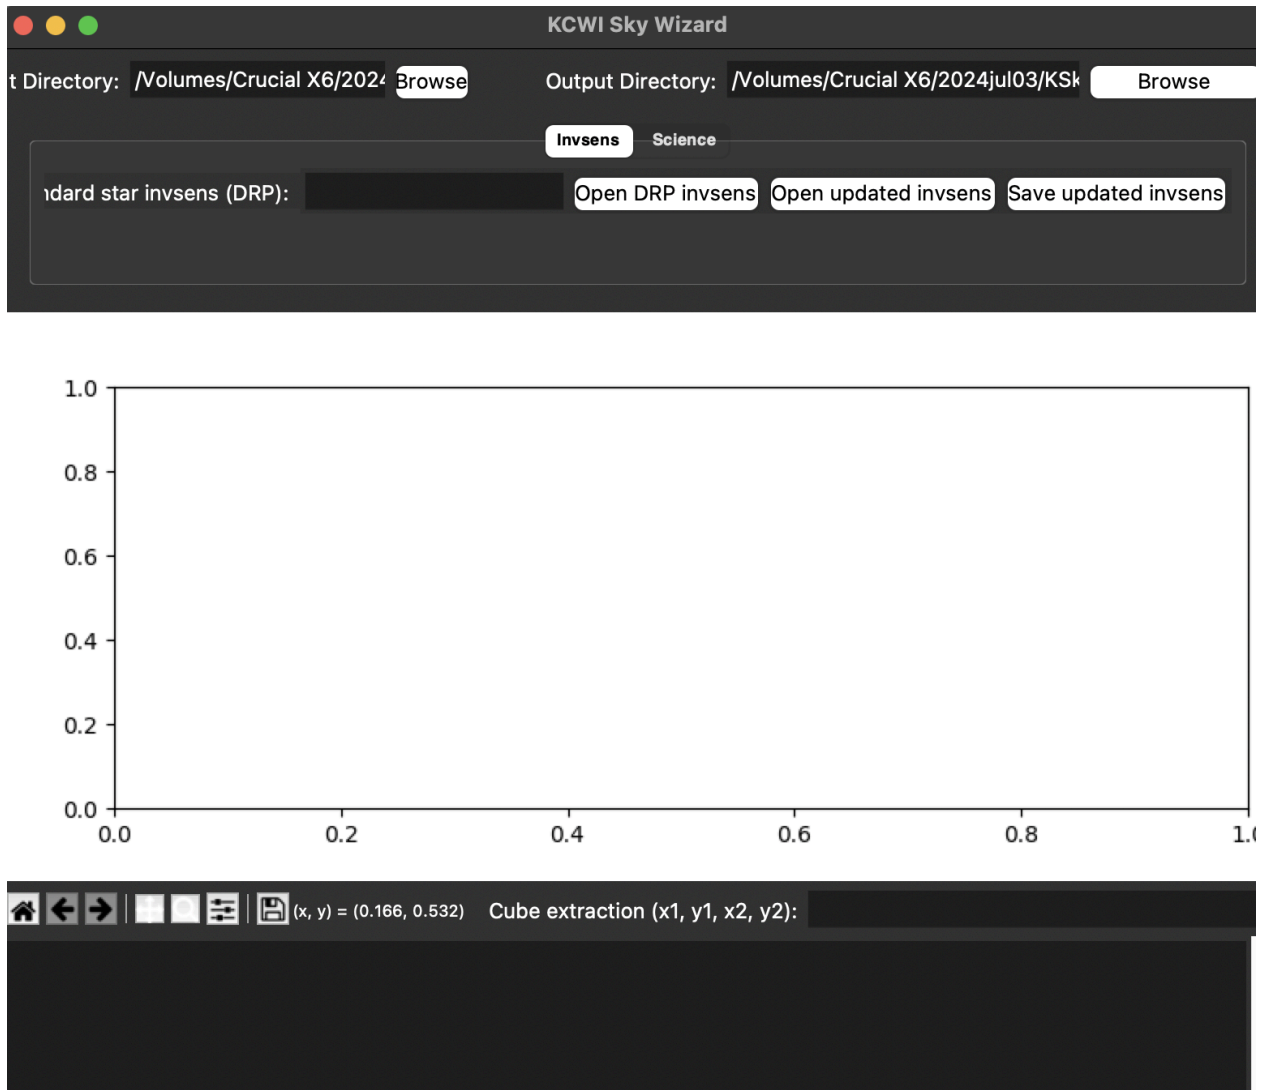 KCWI Sky Wizard
t Directory: /Volumes/Crucial X6/2024 Browse Output Directory: /Volumes/Crucial X6/2024jul03/KSk Browse
Invsens Science
ndard star invsens (DRP): Open DRP invsens Open updated invsens Save updated invsens
1.0
0.8
0.6
0.4
0.2
0.0
0.0 0.2 0.4 0.6 0.8 1.0
(x, y) = (0.166, 0.532) Cube extraction (x1, y1, x2, y2):